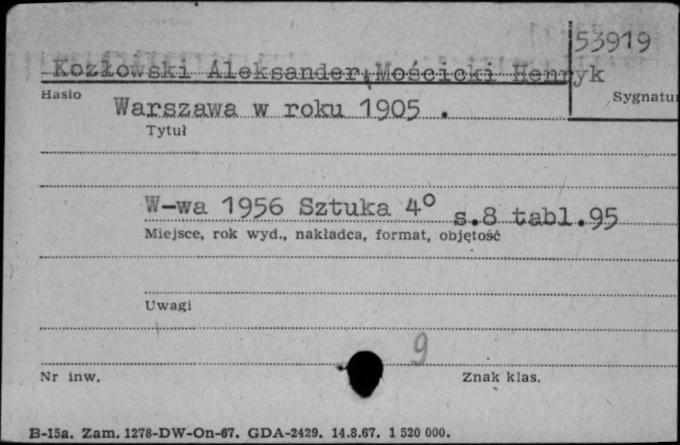 53919
Kozłowski Aleksander, Mościcki Henryk
Hasło
Sygnatur
Warszawa w roku 1905 .
Tytuł
W-wa 1956 Sztuka 4° s.8 tabl.95
Miejsce, rok wyd., nakładca, format, objętość
Uwagi
9
Nr inw.
Znak klas.
B-15a. Zam. 1278-DW-On-67. GDA-2429. 14.8.67. 1 520 000.